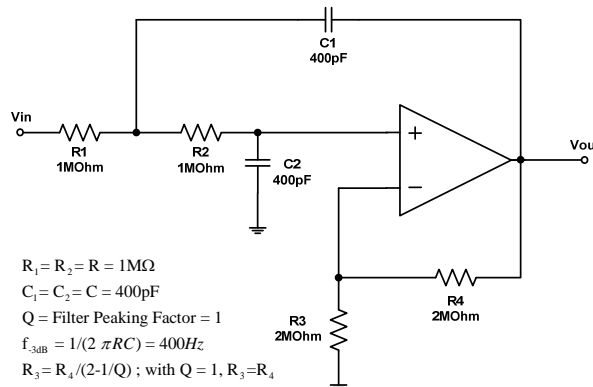 C1
400pF
Vin
R1
1MOhm
R2
1MOhm
C2
400pF
+
−
Vou
R4
2MOhm
R3
2MOhm
R₁= R₂= R = 1MΩ
C₁= C₂= C = 400pF
Q = Filter Peaking Factor = 1
f₋₃dB = 1/(2 πRC) = 400Hz
R₃= R₄/(2-1/Q) ; with Q = 1, R₃=R₄